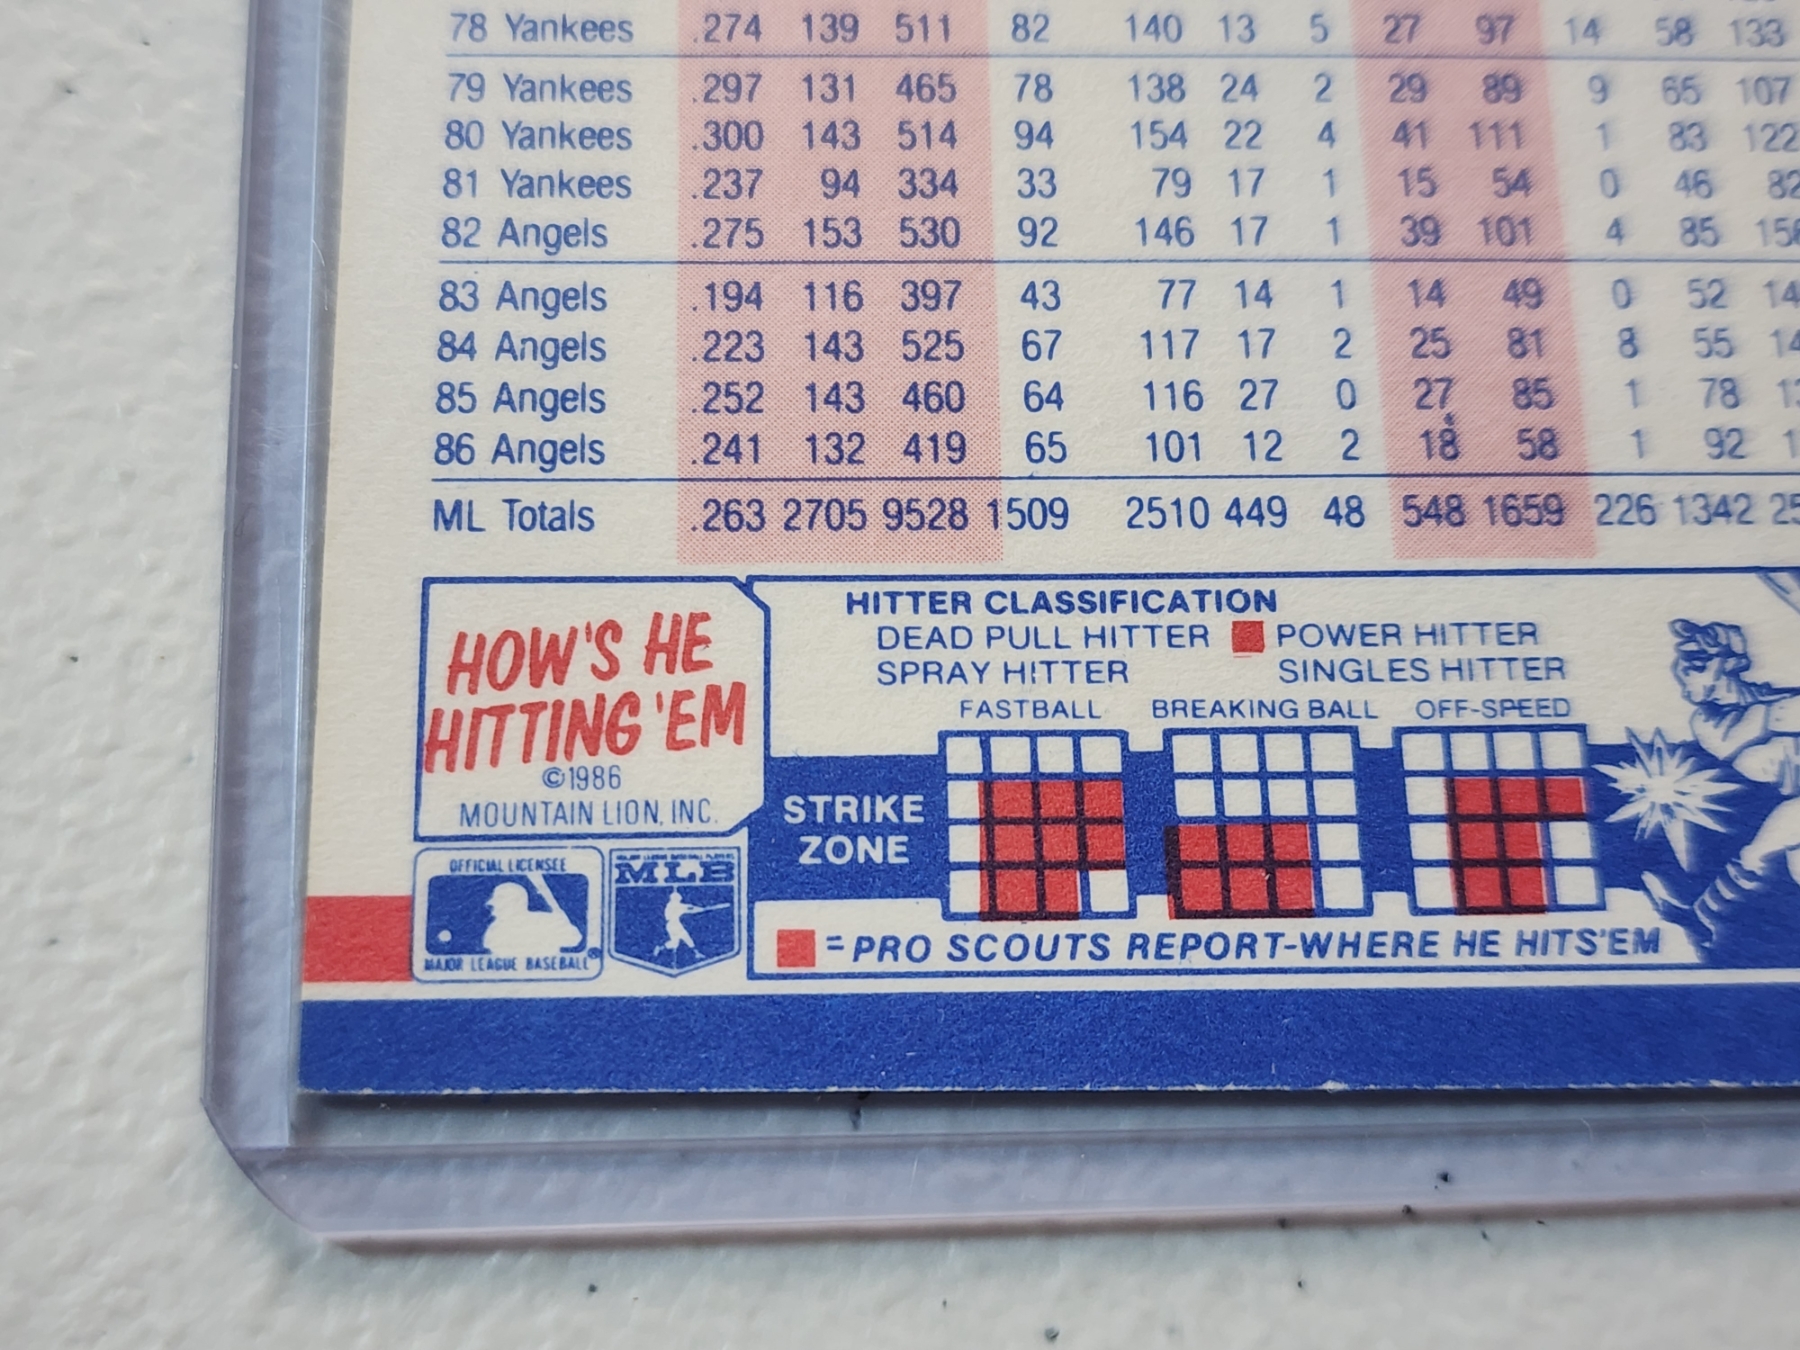 78 Yankees .274 139 511 82 140 13 5 27 97 14 58 133
79 Yankees .297 131 465 78 138 24 2 29 89 9 65 107
80 Yankees .300 143 514 94 154 22 4 41 111 1 83 122
81 Yankees .237 94 334 33 79 17 1 15 54 0 46 82
82 Angels .275 153 530 92 146 17 1 39 101 4 85
83 Angels .194 116 397 43 77 14 1 14 49 0 52
84 Angels .223 143 525 67 117 17 2 25 81 8 55
85 Angels .252 143 460 64 116 27 0 27 85 1 78
86 Angels .241 132 419 65 101 12 2 18 58 1 92
ML Totals .263 2705 9528 1509 2510 449 48 548 1659 226 1342
HOW'S HE
HITTING 'EM
©1986
MOUNTAIN LION, INC.
HITTER CLASSIFICATION
DEAD PULL HITTER POWER HITTER
SPRAY HITTER SINGLES HITTER
FASTBALL BREAKING BALL OFF-SPEED
STRIKE
ZONE
= PRO SCOUTS REPORT-WHERE HE HITS'EM
OFFICIAL LICENSEE
MAJOR LEAGUE BASEBALL®
MAJOR LEAGUE BASEBALL PLAYERS
MLB